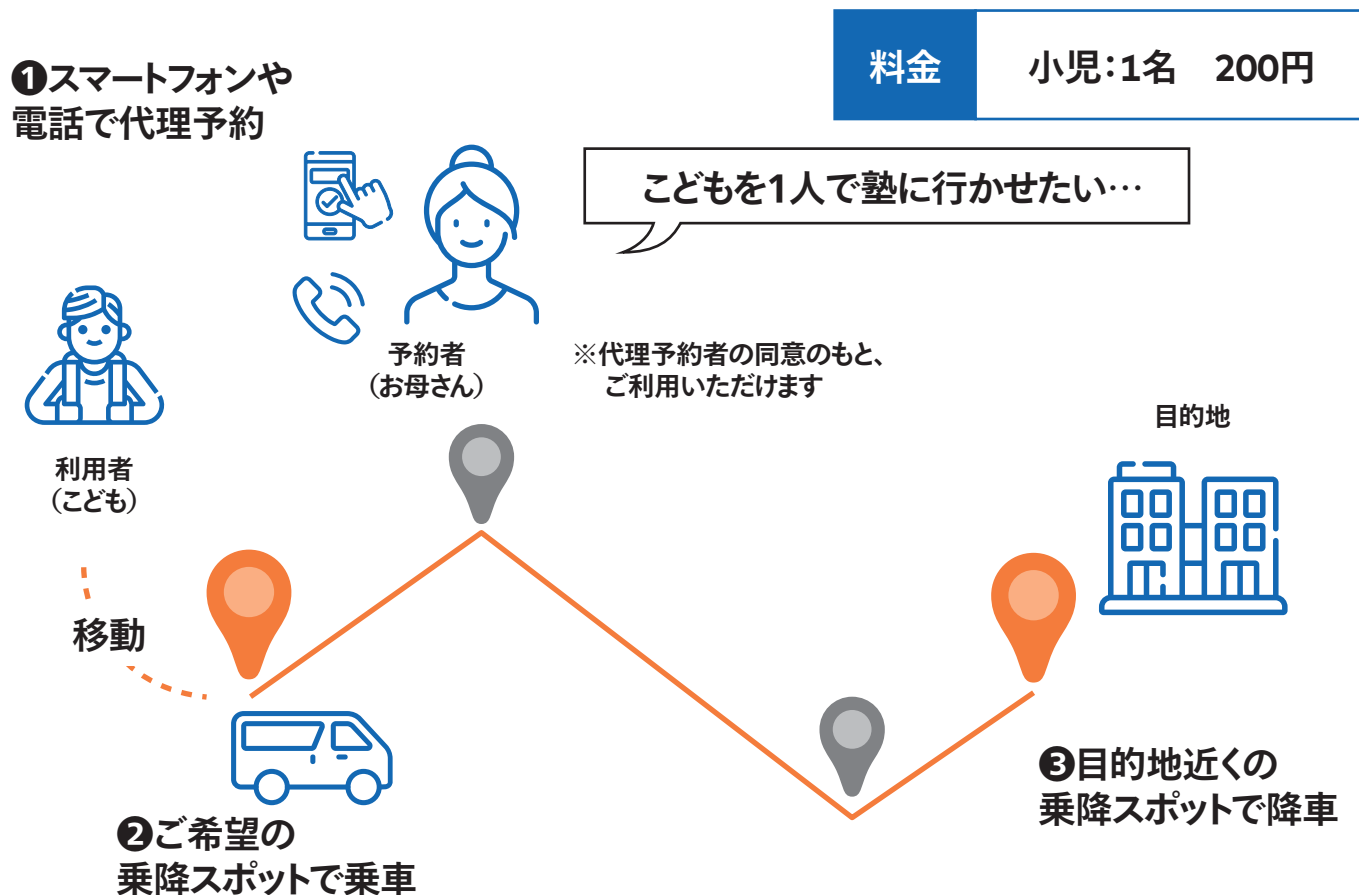 ❶スマートフォンや
電話で代理予約
料金 小児：1名 200円
こどもを1人で塾に行かせたい…
予約者
（お母さん）
※代理予約者の同意のもと、
ご利用いただけます
利用者
（こども）
目的地
移動
❷ご希望の
乗降スポットで乗車
❸目的地近くの
乗降スポットで降車